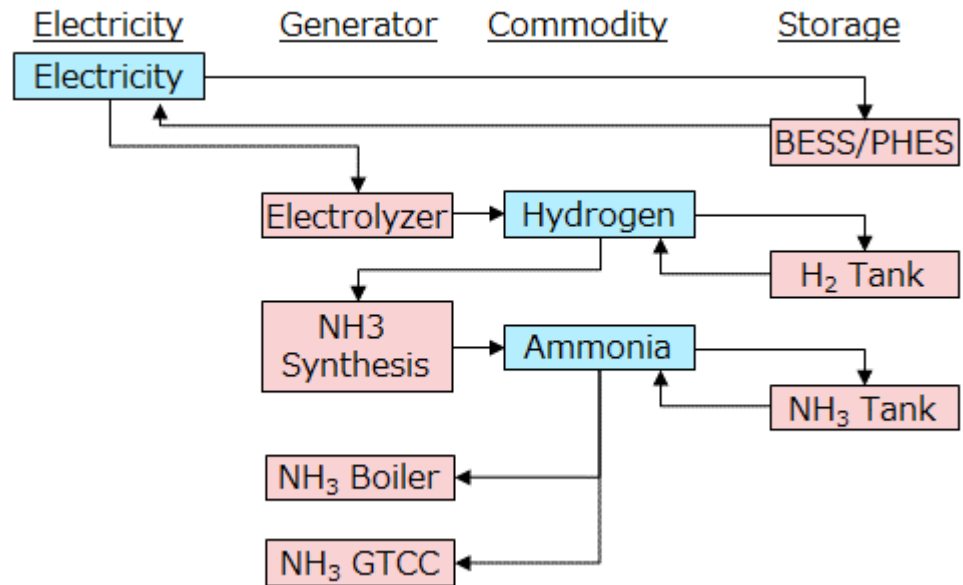 Electricity Generator Commodity Storage
Electricity
BESS/PHES
Electrolyzer
Hydrogen
H₂ Tank
NH3
Synthesis
Ammonia
NH₃ Tank
NH₃ Boiler
NH₃ GTCC